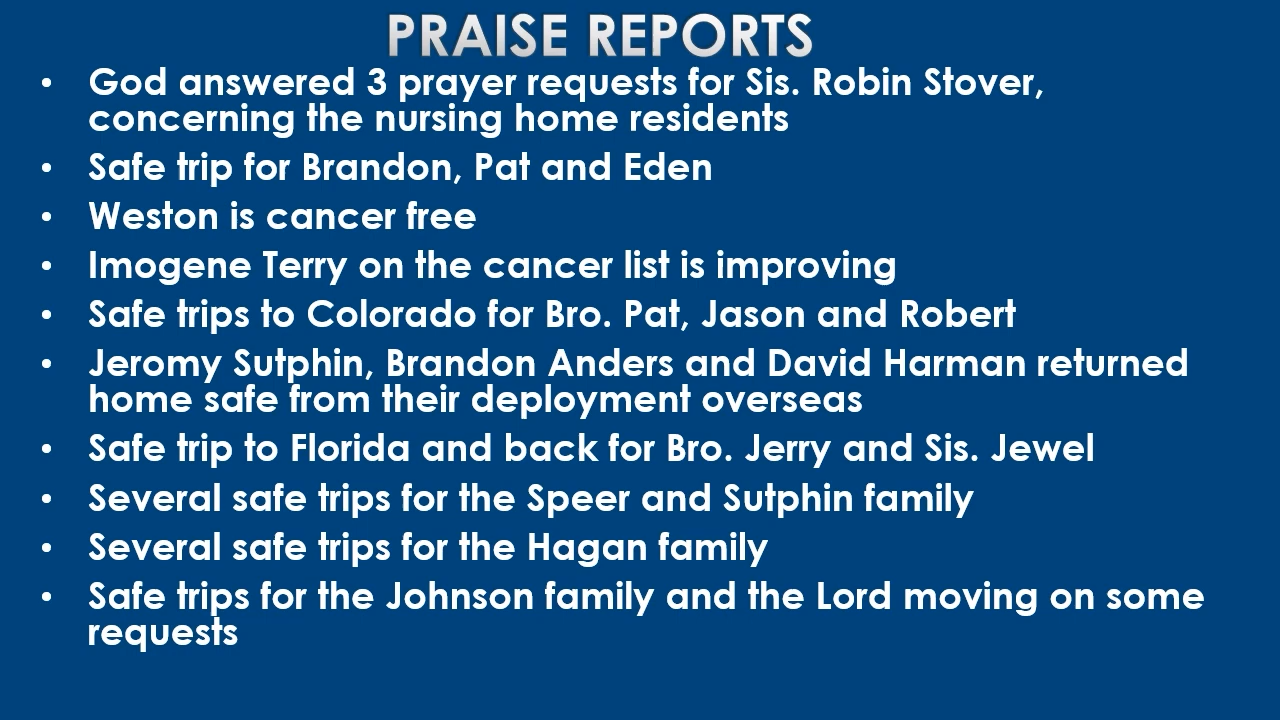 PRAISE REPORTS
• God answered 3 prayer requests for Sis. Robin Stover,
concerning the nursing home residents
• Safe trip for Brandon, Pat and Eden
• Weston is cancer free
• Imogene Terry on the cancer list is improving
• Safe trips to Colorado for Bro. Pat, Jason and Robert
• Jeromy Sutphin, Brandon Anders and David Harman returned
home safe from their deployment overseas
• Safe trip to Florida and back for Bro. Jerry and Sis. Jewel
• Several safe trips for the Speer and Sutphin family
• Several safe trips for the Hagan family
• Safe trips for the Johnson family and the Lord moving on some
requests